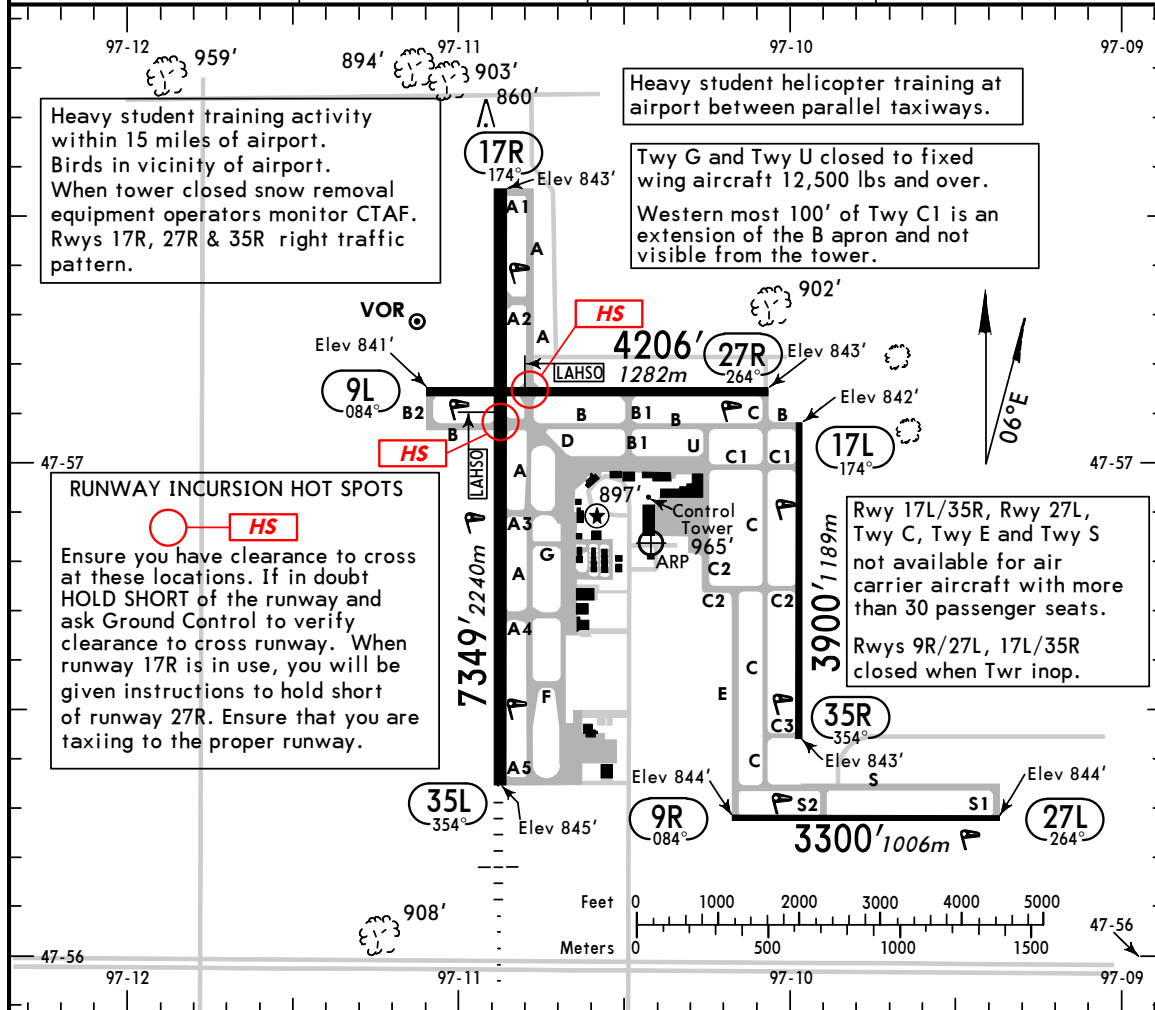 97-12
97-11
97-10
97-09
959'
894'
903'
860'
Heavy student training activity
within 15 miles of airport.
Birds in vicinity of airport.
When tower closed snow removal
equipment operators monitor CTAF.
Rwys 17R, 27R & 35R right traffic
pattern.
Heavy student helicopter training at
airport between parallel taxiways.
17R
174°
Elev 843'
Twy G and Twy U closed to fixed
wing aircraft 12,500 lbs and over.
Western most 100' of Twy C1 is an
extension of the B apron and not
visible from the tower.
A1
A
A2
A
VOR
HS
902'
Elev 841'
4206'
1282m
LAHSO
27R
264°
Elev 843'
9L
084°
B2
B
B
B1
B
C
B
Elev 842'
06°E
HS
LAHSO
D
B1
U
C1
C1
17L
174°
47-57
47-57
RUNWAY INCURSION HOT SPOTS
HS
Ensure you have clearance to cross
at these locations. If in doubt
HOLD SHORT of the runway and
ask Ground Control to verify
clearance to cross runway. When
runway 17R is in use, you will be
given instructions to hold short
of runway 27R. Ensure that you are
taxiing to the proper runway.
A
A3
897'
Control
Tower
965'
ARP
C
Rwy 17L/35R, Rwy 27L,
Twy C, Twy E and Twy S
not available for air
carrier aircraft with more
than 30 passenger seats.
Rwys 9R/27L, 17L/35R
closed when Twr inop.
G
A
C2
C2
C2
7349' 2240m
3900' 1189m
A4
C
E
F
C3
35R
354°
Elev 843'
A5
C
S
Elev 844'
Elev 844'
35L
354°
Elev 845'
9R
084°
S2
S1
27L
264°
3300' 1006m
908'
Feet
0
1000
2000
3000
4000
5000
Meters
0
500
1000
1500
47-56
47-56
97-12
97-11
97-10
97-09